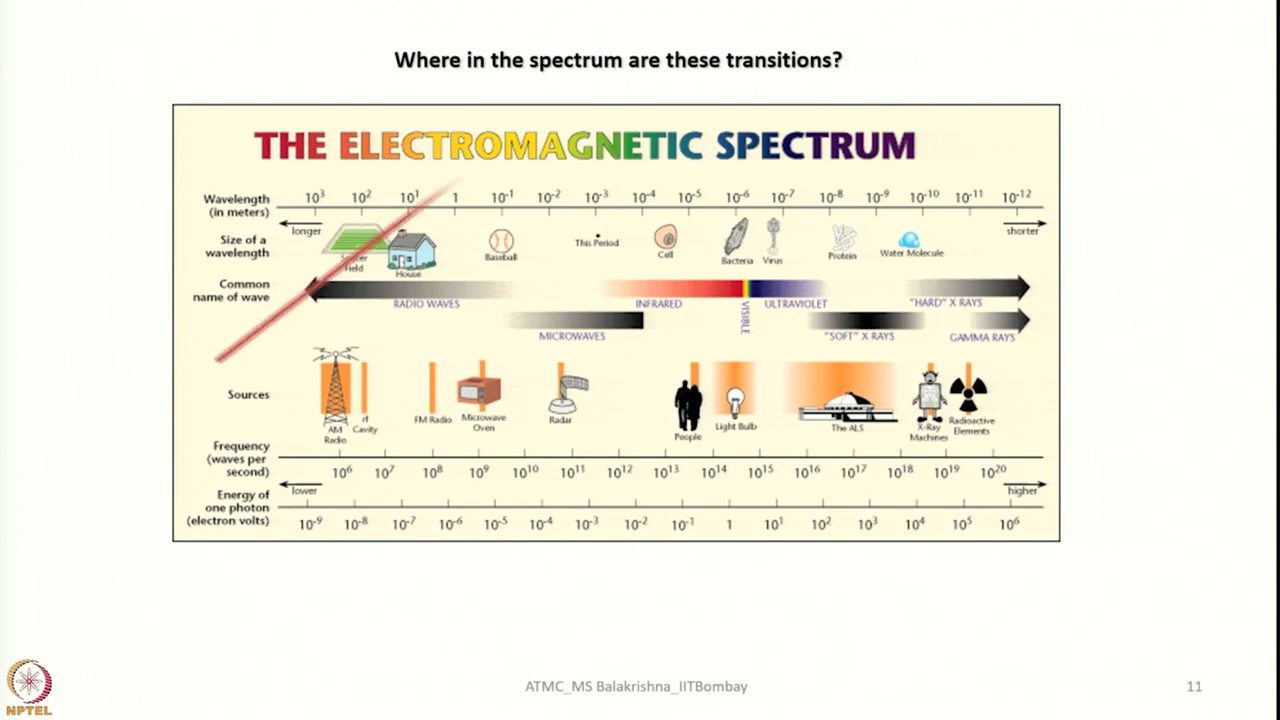 Where in the spectrum are these transitions?
THE ELECTROMAGNETIC SPECTRUM
Wavelength
(in meters)
10³ 10² 10¹ 1 10⁻¹ 10⁻² 10⁻³ 10⁻⁴ 10⁻⁵ 10⁻⁶ 10⁻⁷ 10⁻⁸ 10⁻⁹ 10⁻¹⁰ 10⁻¹¹ 10⁻¹²
longer
shorter
Size of a
wavelength
Soccer
Field
House
Baseball
This Period
Cell
Bacteria
Virus
Protein
Water Molecule
Common
name of wave
RADIO WAVES
INFRARED
VISIBLE
ULTRAVIOLET
"HARD" X RAYS
MICROWAVES
"SOFT" X RAYS
GAMMA RAYS
Sources
AM
Radio
rf
Cavity
FM Radio
Microwave
Oven
Radar
People
Light Bulb
The ALS
X-Ray
Machines
Radioactive
Elements
Frequency
(waves per
second)
10⁶ 10⁷ 10⁸ 10⁹ 10¹⁰ 10¹¹ 10¹² 10¹³ 10¹⁴ 10¹⁵ 10¹⁶ 10¹⁷ 10¹⁸ 10¹⁹ 10²⁰
lower
higher
Energy of
one photon
(electron volts)
10⁻⁹ 10⁻⁸ 10⁻⁷ 10⁻⁶ 10⁻⁵ 10⁻⁴ 10⁻³ 10⁻² 10⁻¹ 1 10¹ 10² 10³ 10⁴ 10⁵ 10⁶
NPTEL
ATMC_MS Balakrishna_IITBombay
11